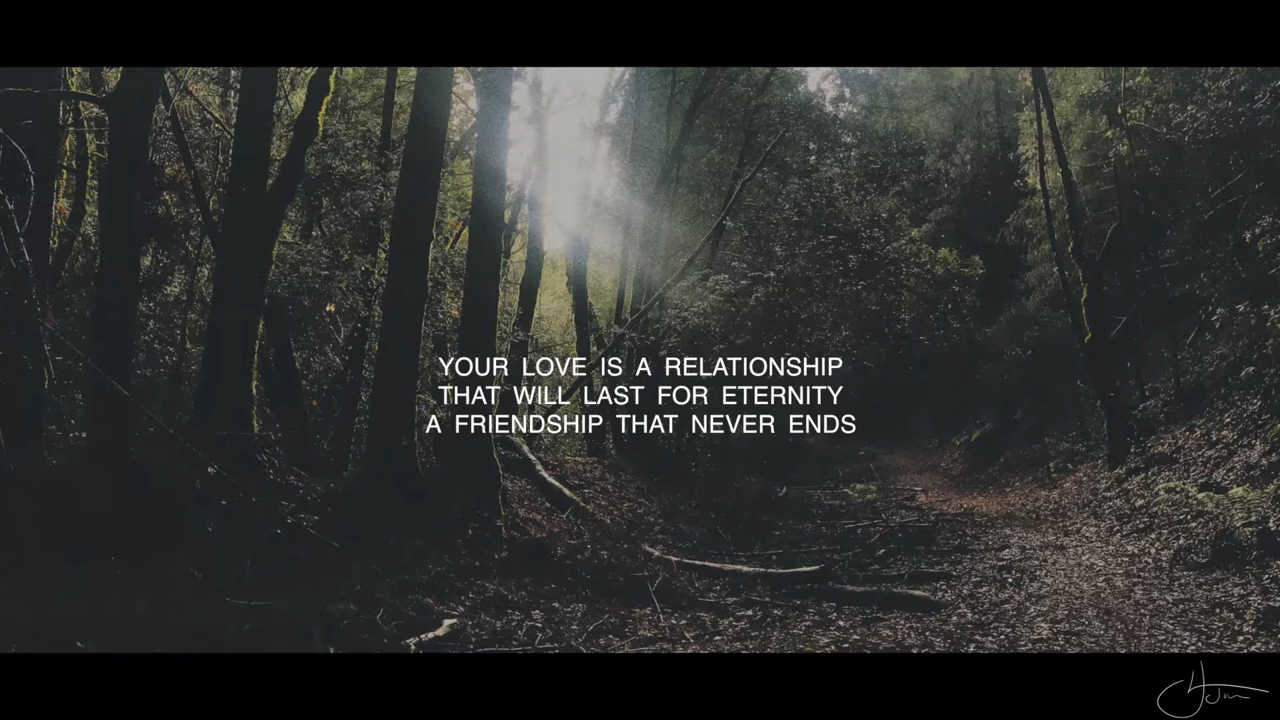 YOUR LOVE IS A RELATIONSHIP
THAT WILL LAST FOR ETERNITY
A FRIENDSHIP THAT NEVER ENDS